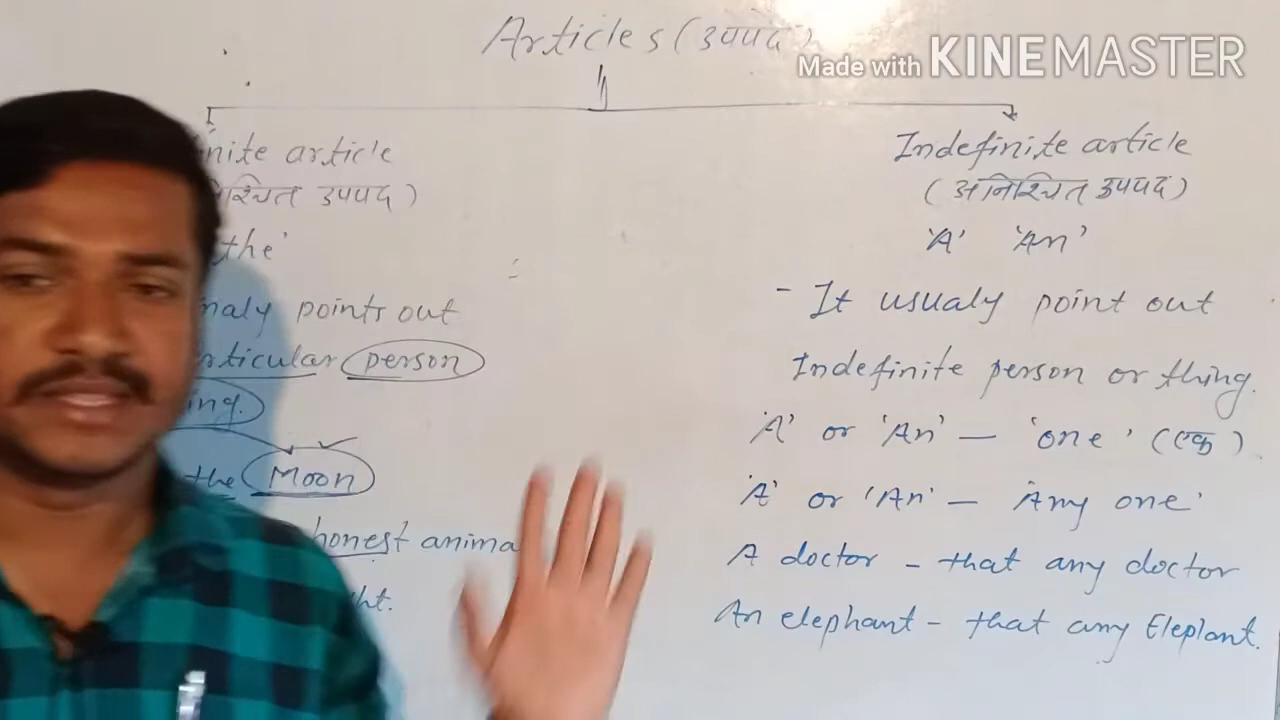 Articles (उपपद)
Made with KINEMASTER
nite article
श्चित उपपद)
the'
naly points out
rticular person
ing.
the Moon
honest anima
ht.
Indefinite article
(अनिश्चित उपपद)
'A' 'An'
- It usualy point out
Indefinite person or thing.
'A' or 'An' — 'one' (एक).
'A' or 'An' — 'Any one'
A doctor - that any doctor
An elephant - that any Eleplant.